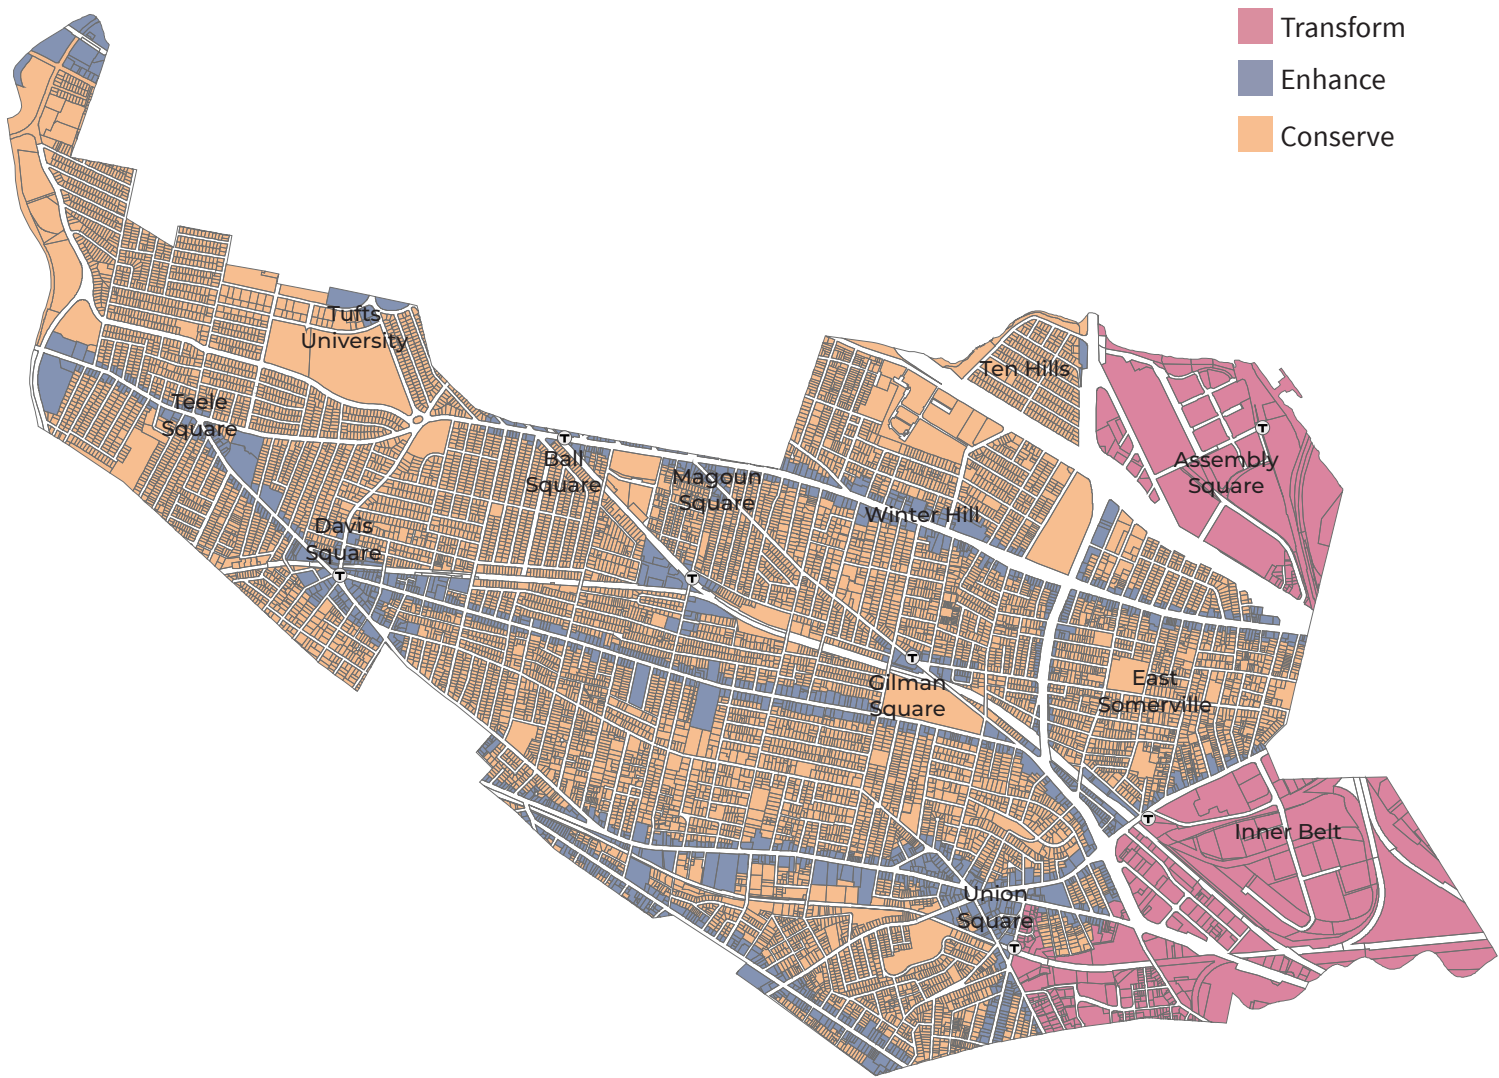 Transform
Enhance
Conserve
Tufts
University
Ten Hills
Teele
Square
Ball
Square
Magoun
Square
Assembly
Square
Winter Hill
Davis
Square
T
T
T
T
T
T
T
Gilman
Square
East
Somerville
Inner Belt
Union
Square